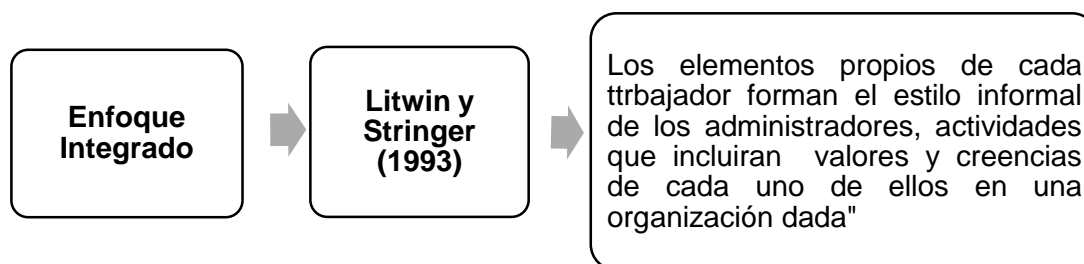 Enfoque
Integrado
Litwin y
Stringer
(1993)
Los elementos propios de cada
ttrbajador forman el estilo informal
de los administradores, actividades
que incluiran valores y creencias
de cada uno de ellos en una
organización dada"